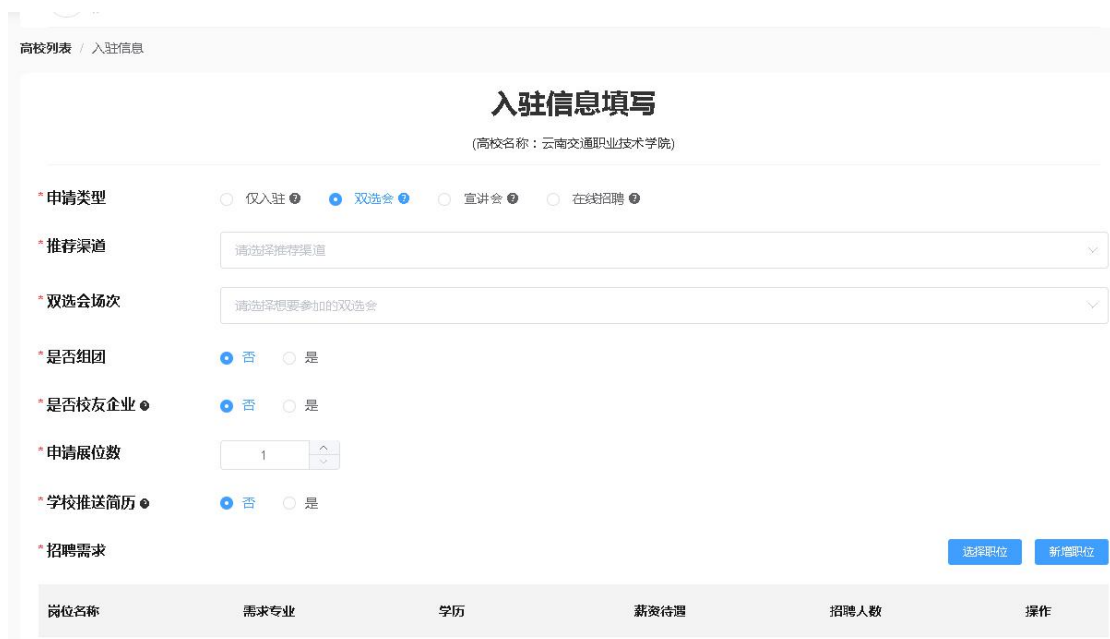 高校列表 / 入驻信息
入驻信息填写
(高校名称：云南交通职业技术学院)
*申请类型 仅入驻 双选会 宣讲会 在线招聘
*推荐渠道 请选择推荐渠道
*双选会场次 请选择想要参加的双选会
*是否组团 否 是
*是否校友企业 否 是
*申请展位数 1
*学校推送简历 否 是
*招聘需求 选择职位 新增职位
岗位名称 需求专业 学历 薪资待遇 招聘人数 操作